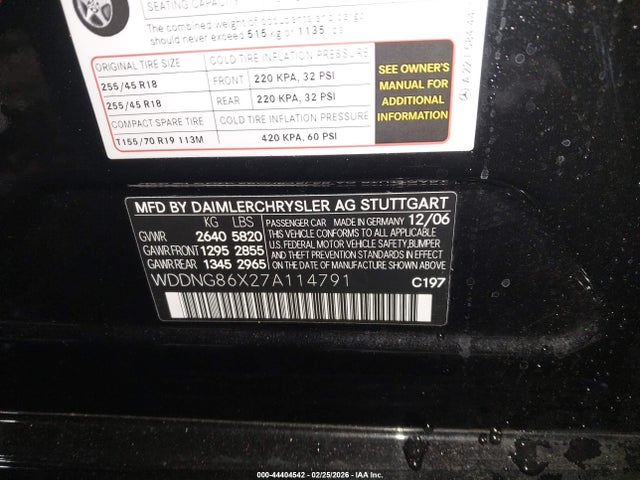 SEATING CAPACITY
The combined weight of occupants and cargo
should never exceed 515 kg or 1135 lbs.
ORIGINAL TIRE SIZE COLD TIRE INFLATION PRESSURE
255/45 R18 FRONT 220 KPA, 32 PSI
255/45 R18 REAR 220 KPA, 32 PSI
COMPACT SPARE TIRE COLD TIRE INFLATION PRESSURE
T155/70 R19 113M 420 KPA, 60 PSI
SEE OWNER'S
MANUAL FOR
ADDITIONAL
INFORMATION
MFD BY DAIMLERCHRYSLER AG STUTTGART
KG LBS
GVWR 2640 5820
GAWR FRONT 1295 2855
GAWR REAR 1345 2965
PASSENGER CAR MADE IN GERMANY 12/06
THIS VEHICLE CONFORMS TO ALL APPLICABLE
U.S. FEDERAL MOTOR VEHICLE SAFETY, BUMPER
AND THEFT PREVENTION STANDARDS IN EFFECT
ON THE DATE OF MANUFACTURE SHOWN ABOVE
WDDNG86X27A114791
C197
000-44404542 - 02/25/2026 - IAA Inc.